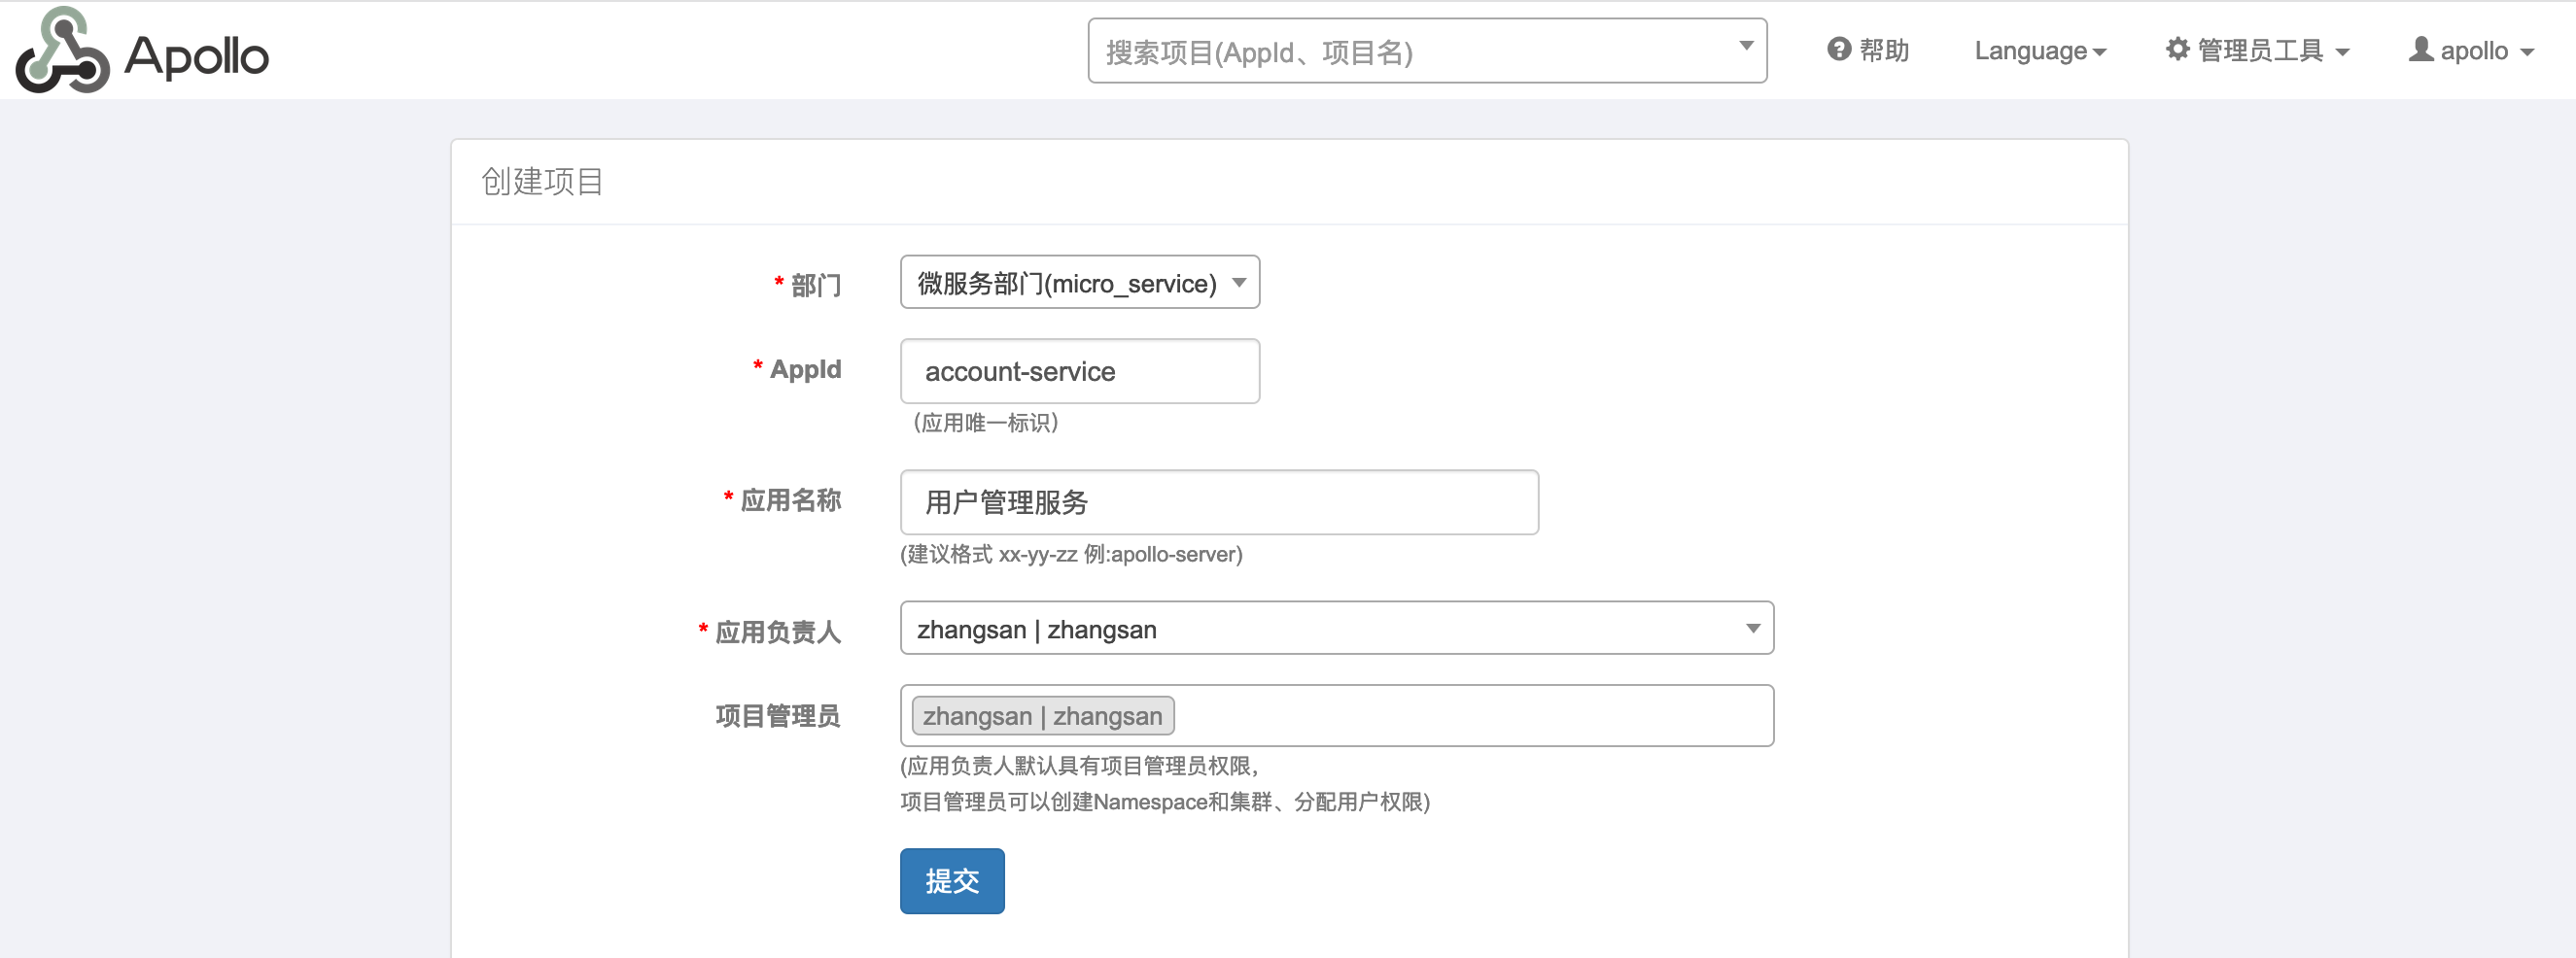 Apollo
搜索项目(AppId、项目名)
帮助
Language
管理员工具
apollo
创建项目
* 部门
微服务部门(micro_service)
* AppId
account-service
(应用唯一标识)
* 应用名称
用户管理服务
(建议格式 xx-yy-zz 例:apollo-server)
* 应用负责人
zhangsan | zhangsan
项目管理员
zhangsan | zhangsan
(应用负责人默认具有项目管理员权限，
项目管理员可以创建Namespace和集群、分配用户权限)
提交